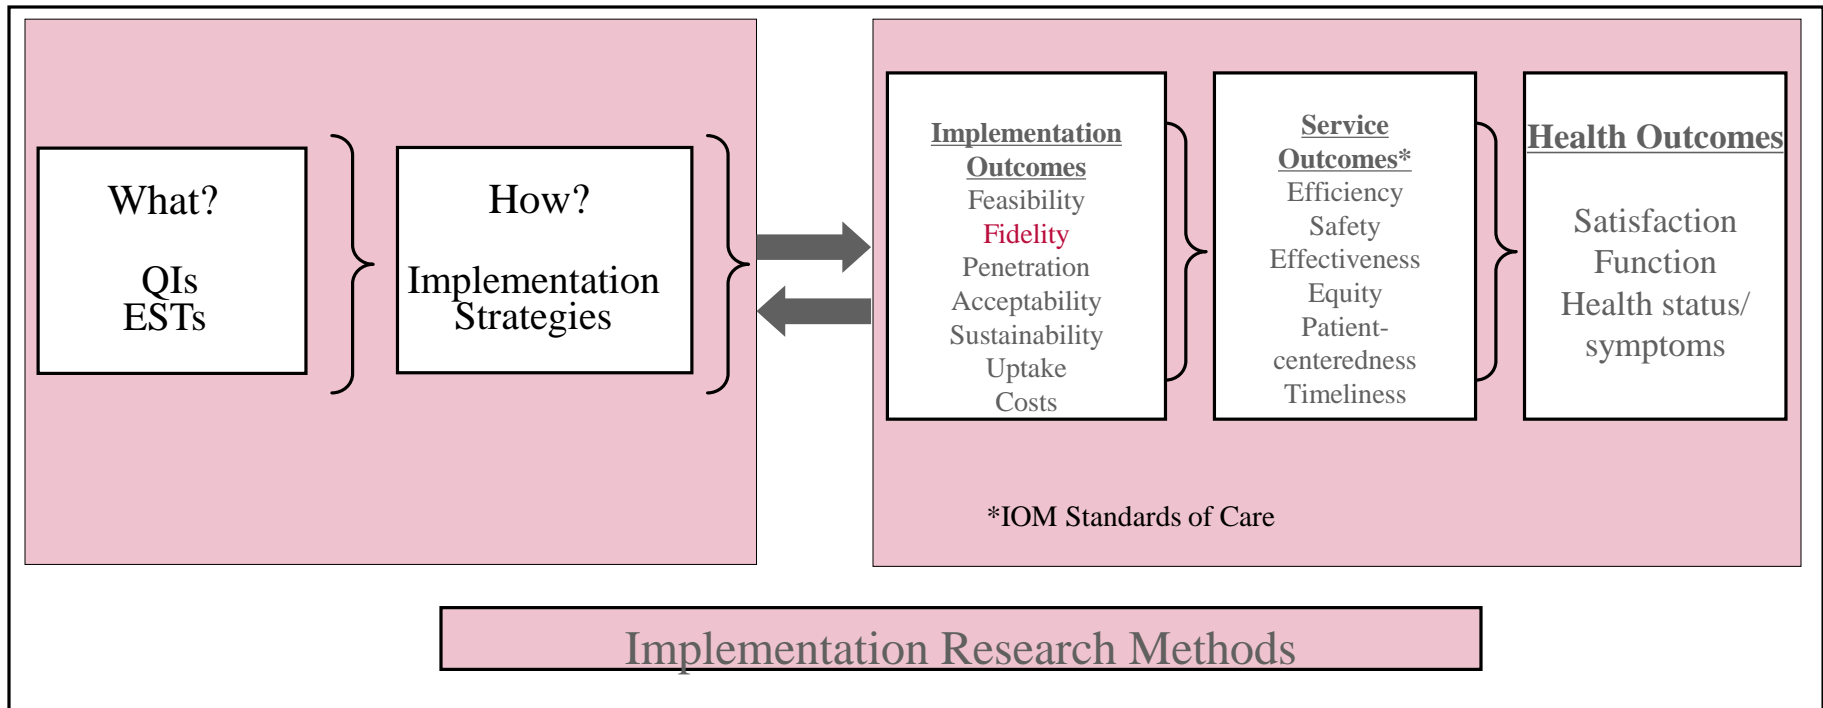 What?
QIs
ESTs
How?
Implementation
Strategies
Implementation
Outcomes
Feasibility
Fidelity
Penetration
Acceptability
Sustainability
Uptake
Costs
Service
Outcomes*
Efficiency
Safety
Effectiveness
Equity
Patient-
centeredness
Timeliness
Health Outcomes
Satisfaction
Function
Health status/
symptoms
*IOM Standards of Care
Implementation Research Methods